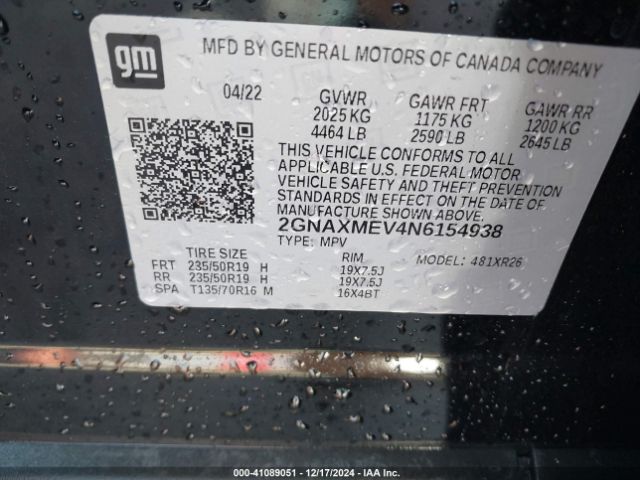 gm
MFD BY GENERAL MOTORS OF CANADA COMPANY
04/22
GVWR GAWR FRT GAWR RR
2025 KG 1175 KG 1200 KG
4464 LB 2590 LB 2645 LB
THIS VEHICLE CONFORMS TO ALL
APPLICABLE U.S. FEDERAL MOTOR
VEHICLE SAFETY AND THEFT PREVENTION
STANDARDS IN EFFECT ON THE DATE OF
MANUFACTURE SHOWN ABOVE.
2GNAXMEV4N6154938
TYPE: MPV MODEL: 481XR26
TIRE SIZE RIM
FRT 235/50R19 H 19X7.5J
RR 235/50R19 H 19X7.5J
SPA T135/70R16 M 16X4BT
000-41089051 - 12/17/2024 - IAA Inc.